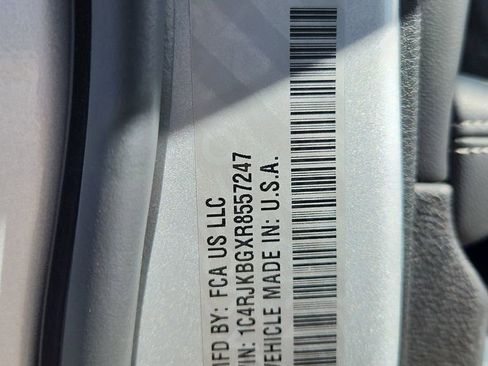 MFD BY: FCA US LLC
VIN: 1C4RJKBGXR8557247
VEHICLE MADE IN: U.S.A.